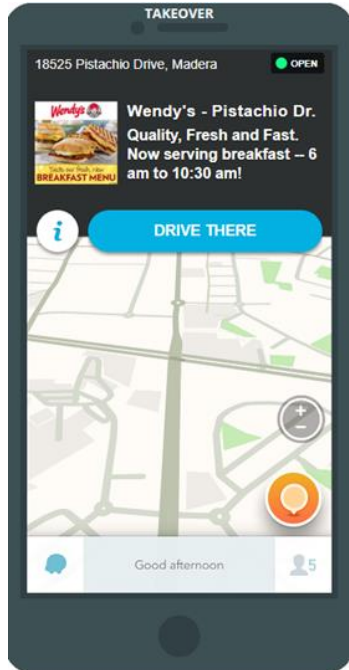 TAKEOVER
18525 Pistachio Drive, Madera
OPEN
Wendy's
Taste our fresh, new
BREAKFAST MENU
Wendy's - Pistachio Dr.
Quality, Fresh and Fast.
Now serving breakfast -- 6
am to 10:30 am!
i
DRIVE THERE
+
−
Good afternoon
5